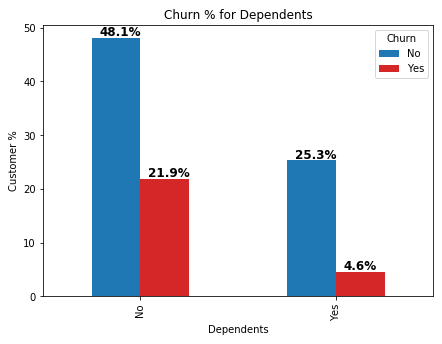 Churn % for Dependents
Churn
No
Yes
48.1%
21.9%
25.3%
4.6%
50
40
30
20
10
0
Customer %
No
Yes
Dependents